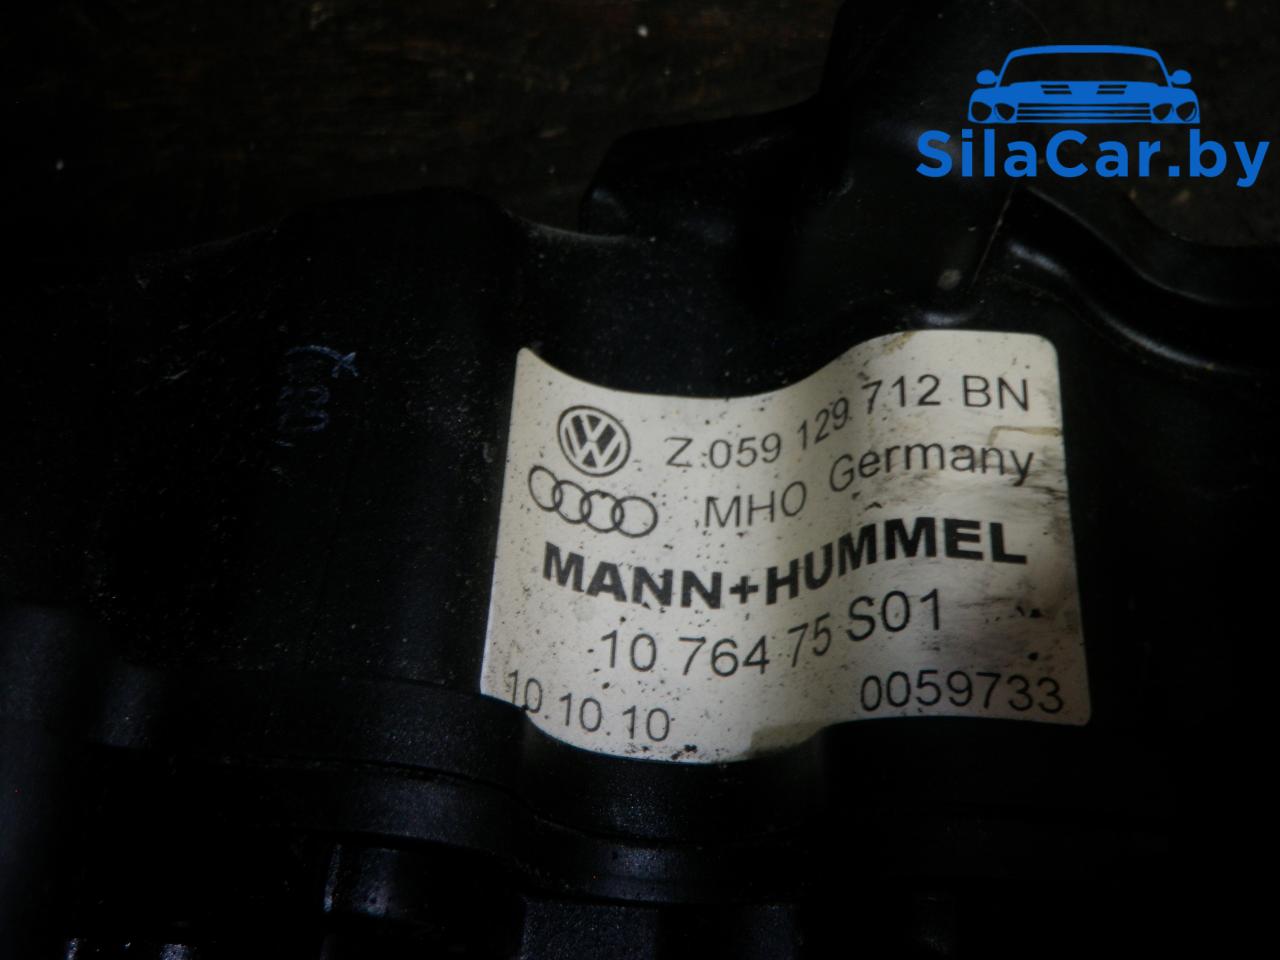 SilaCar.by
Z 059 129 712 BN
MHO Germany
MANN+HUMMEL
10 764 75 S01
10.10.10 0059733